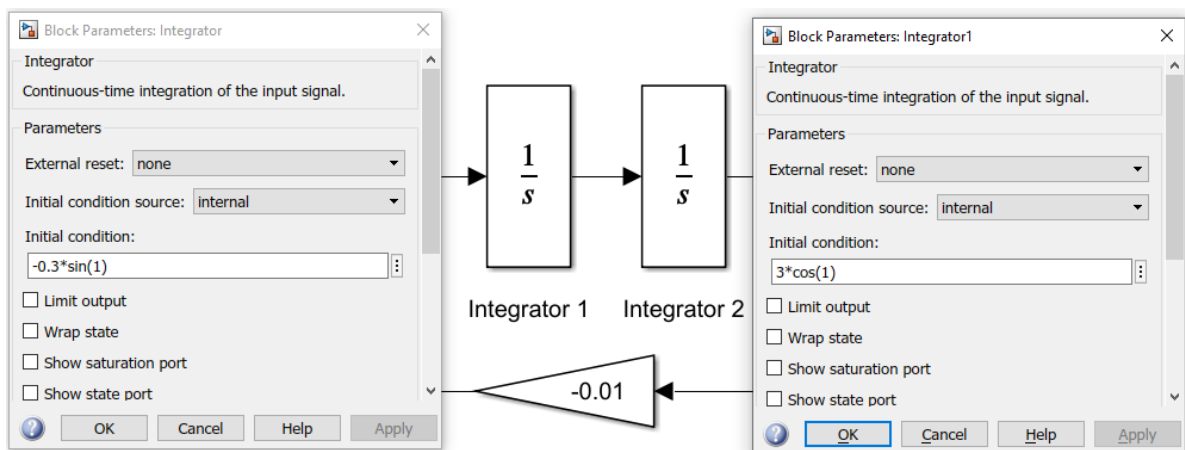 Block Parameters: Integrator
Integrator
Continuous-time integration of the input signal.
Parameters
External reset: none
Initial condition source: internal
Initial condition:
-0.3*sin(1)
Limit output
Wrap state
Show saturation port
Show state port
OK Cancel Help Apply
1
s
Integrator 1
1
s
Integrator 2
-0.01
Block Parameters: Integrator1
Integrator
Continuous-time integration of the input signal.
Parameters
External reset: none
Initial condition source: internal
Initial condition:
3*cos(1)
Limit output
Wrap state
Show saturation port
Show state port
OK Cancel Help Apply